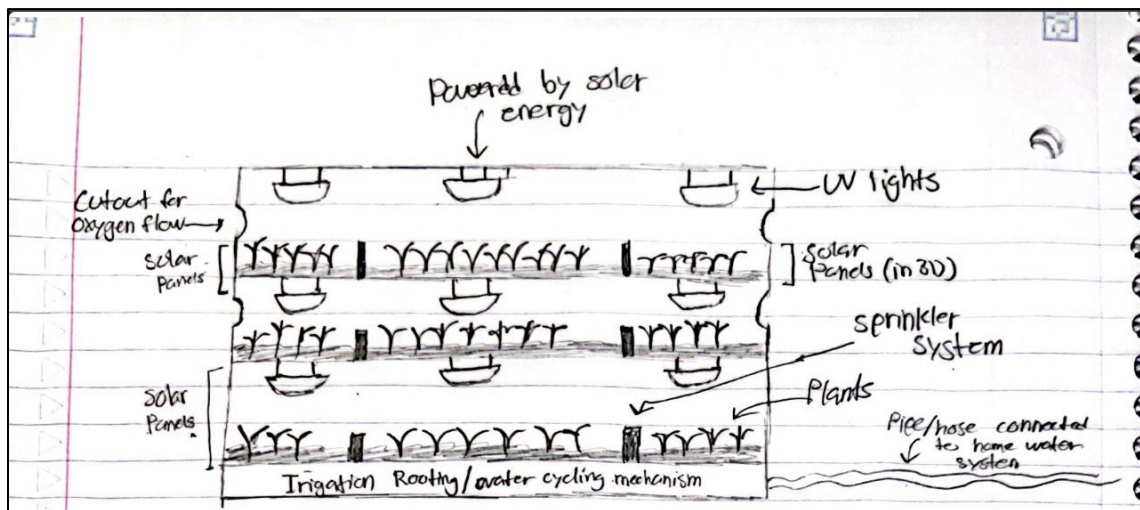 Powered by solar
energy
UV lights
Cutout for
oxygen flow
Solar
Panels
Solar
panels (in 3D)
Sprinkler
system
Solar
Panels
Plants
Pipe/hose connected
to home water
system
Irigation Rooting/water cycling mechanism